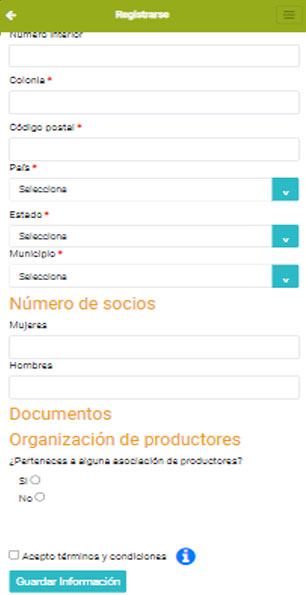 Registrarse
Número interior
Colonia *
Código postal *
País *
Selecciona
Estado *
Selecciona
Municipio *
Selecciona
Número de socios
Mujeres
Hombres
Documentos
Organización de productores
¿Perteneces a alguna asociación de productores?
Si
No
Acepto términos y condiciones
Guardar Información